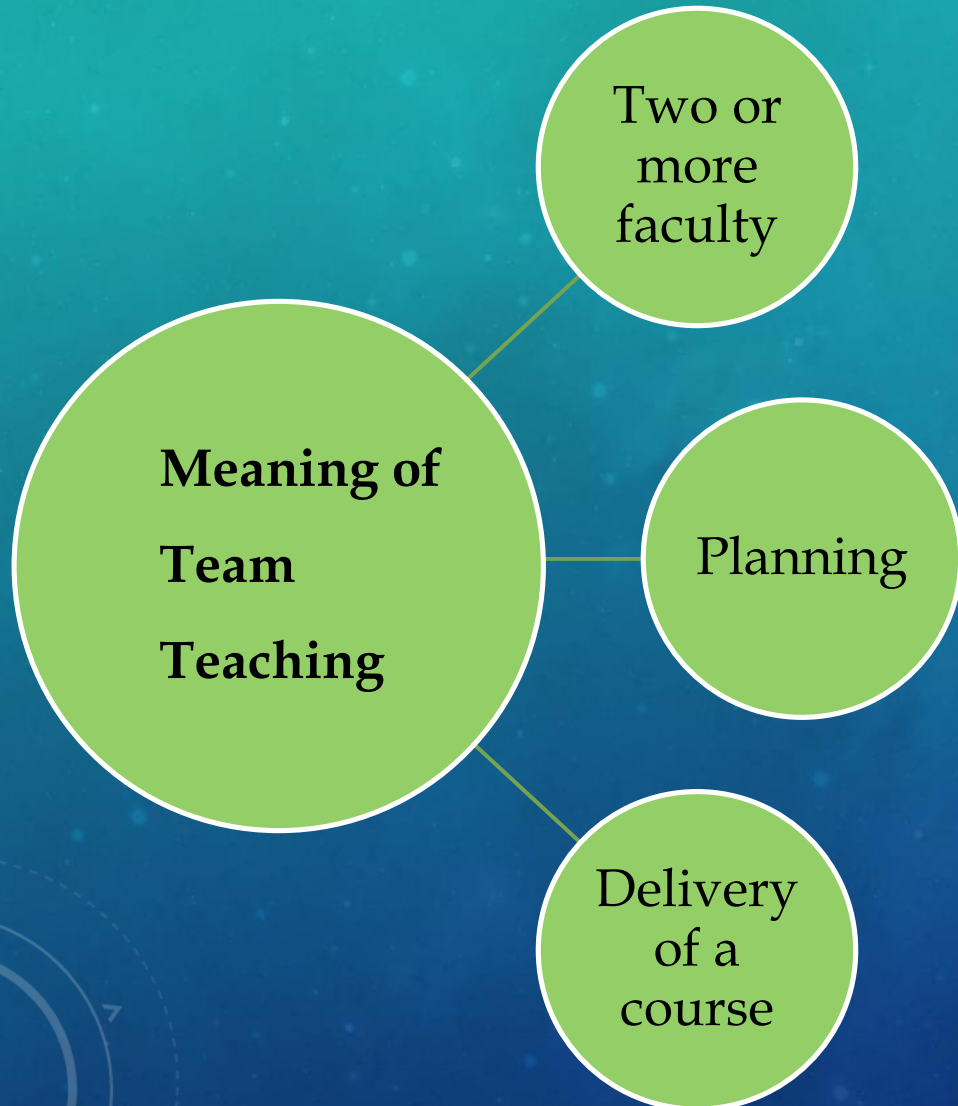 Two or
more
faculty
Meaning of
Team
Teaching
Planning
Delivery
of a
course